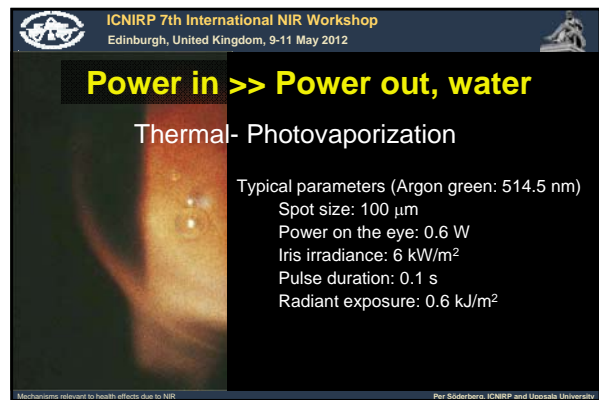 ICNIRP 7th International NIR Workshop
Edinburgh, United Kingdom, 9-11 May 2012
Power in >> Power out, water
Thermal- Photovaporization
Typical parameters (Argon green: 514.5 nm)
Spot size: 100 μm
Power on the eye: 0.6 W
Iris irradiance: 6 kW/m²
Pulse duration: 0.1 s
Radiant exposure: 0.6 kJ/m²
Mechanisms relevant to health effects due to NIR
Per Söderberg, ICNIRP and Uppsala University